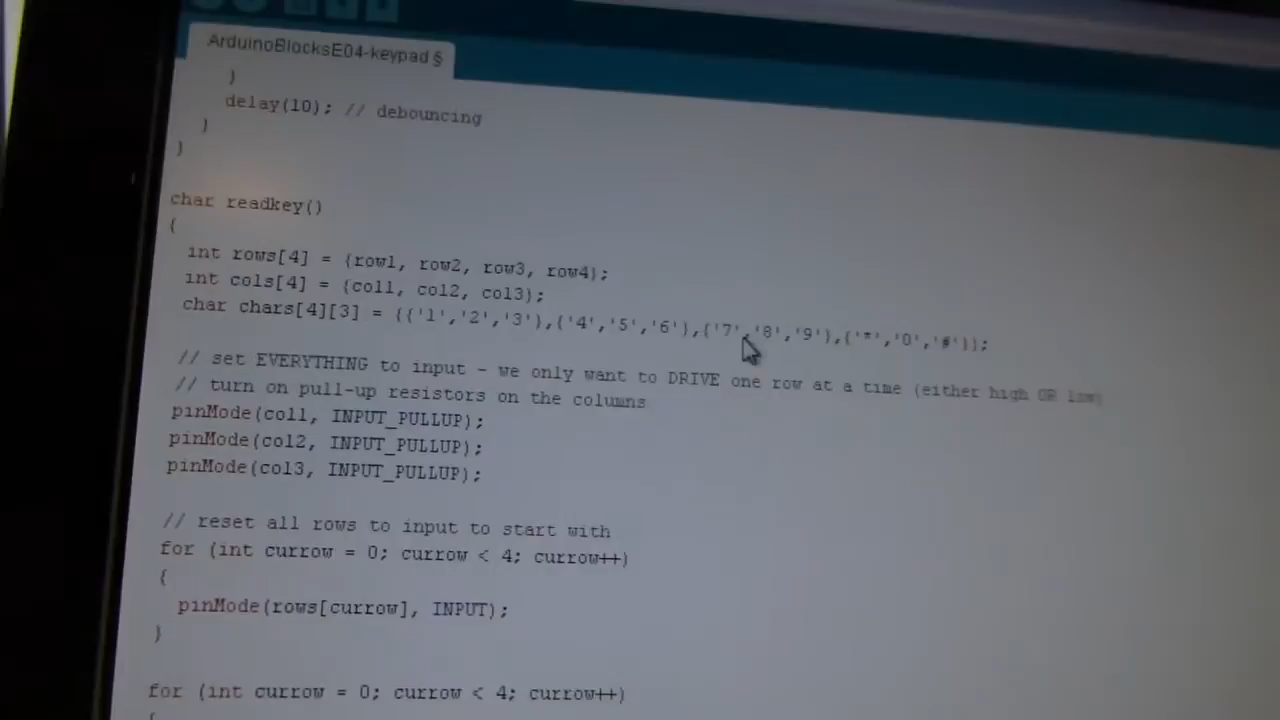 ArduinoBlocksE04-keypad §
}
delay(10); // debouncing
}
}
char readkey()
{
int rows[4] = {row1, row2, row3, row4};
int cols[4] = {col1, col2, col3};
char chars[4][3] = {{'1','2','3'},{'4','5','6'},{'7','8','9'},{'*','0','#'}};
// set EVERYTHING to input - we only want to DRIVE one row at a time (either high OR low)
// turn on pull-up resistors on the columns
pinMode(col1, INPUT_PULLUP);
pinMode(col2, INPUT_PULLUP);
pinMode(col3, INPUT_PULLUP);
// reset all rows to input to start with
for (int currow = 0; currow < 4; currow++)
{
pinMode(rows[currow], INPUT);
}
for (int currow = 0; currow < 4; currow++)
{